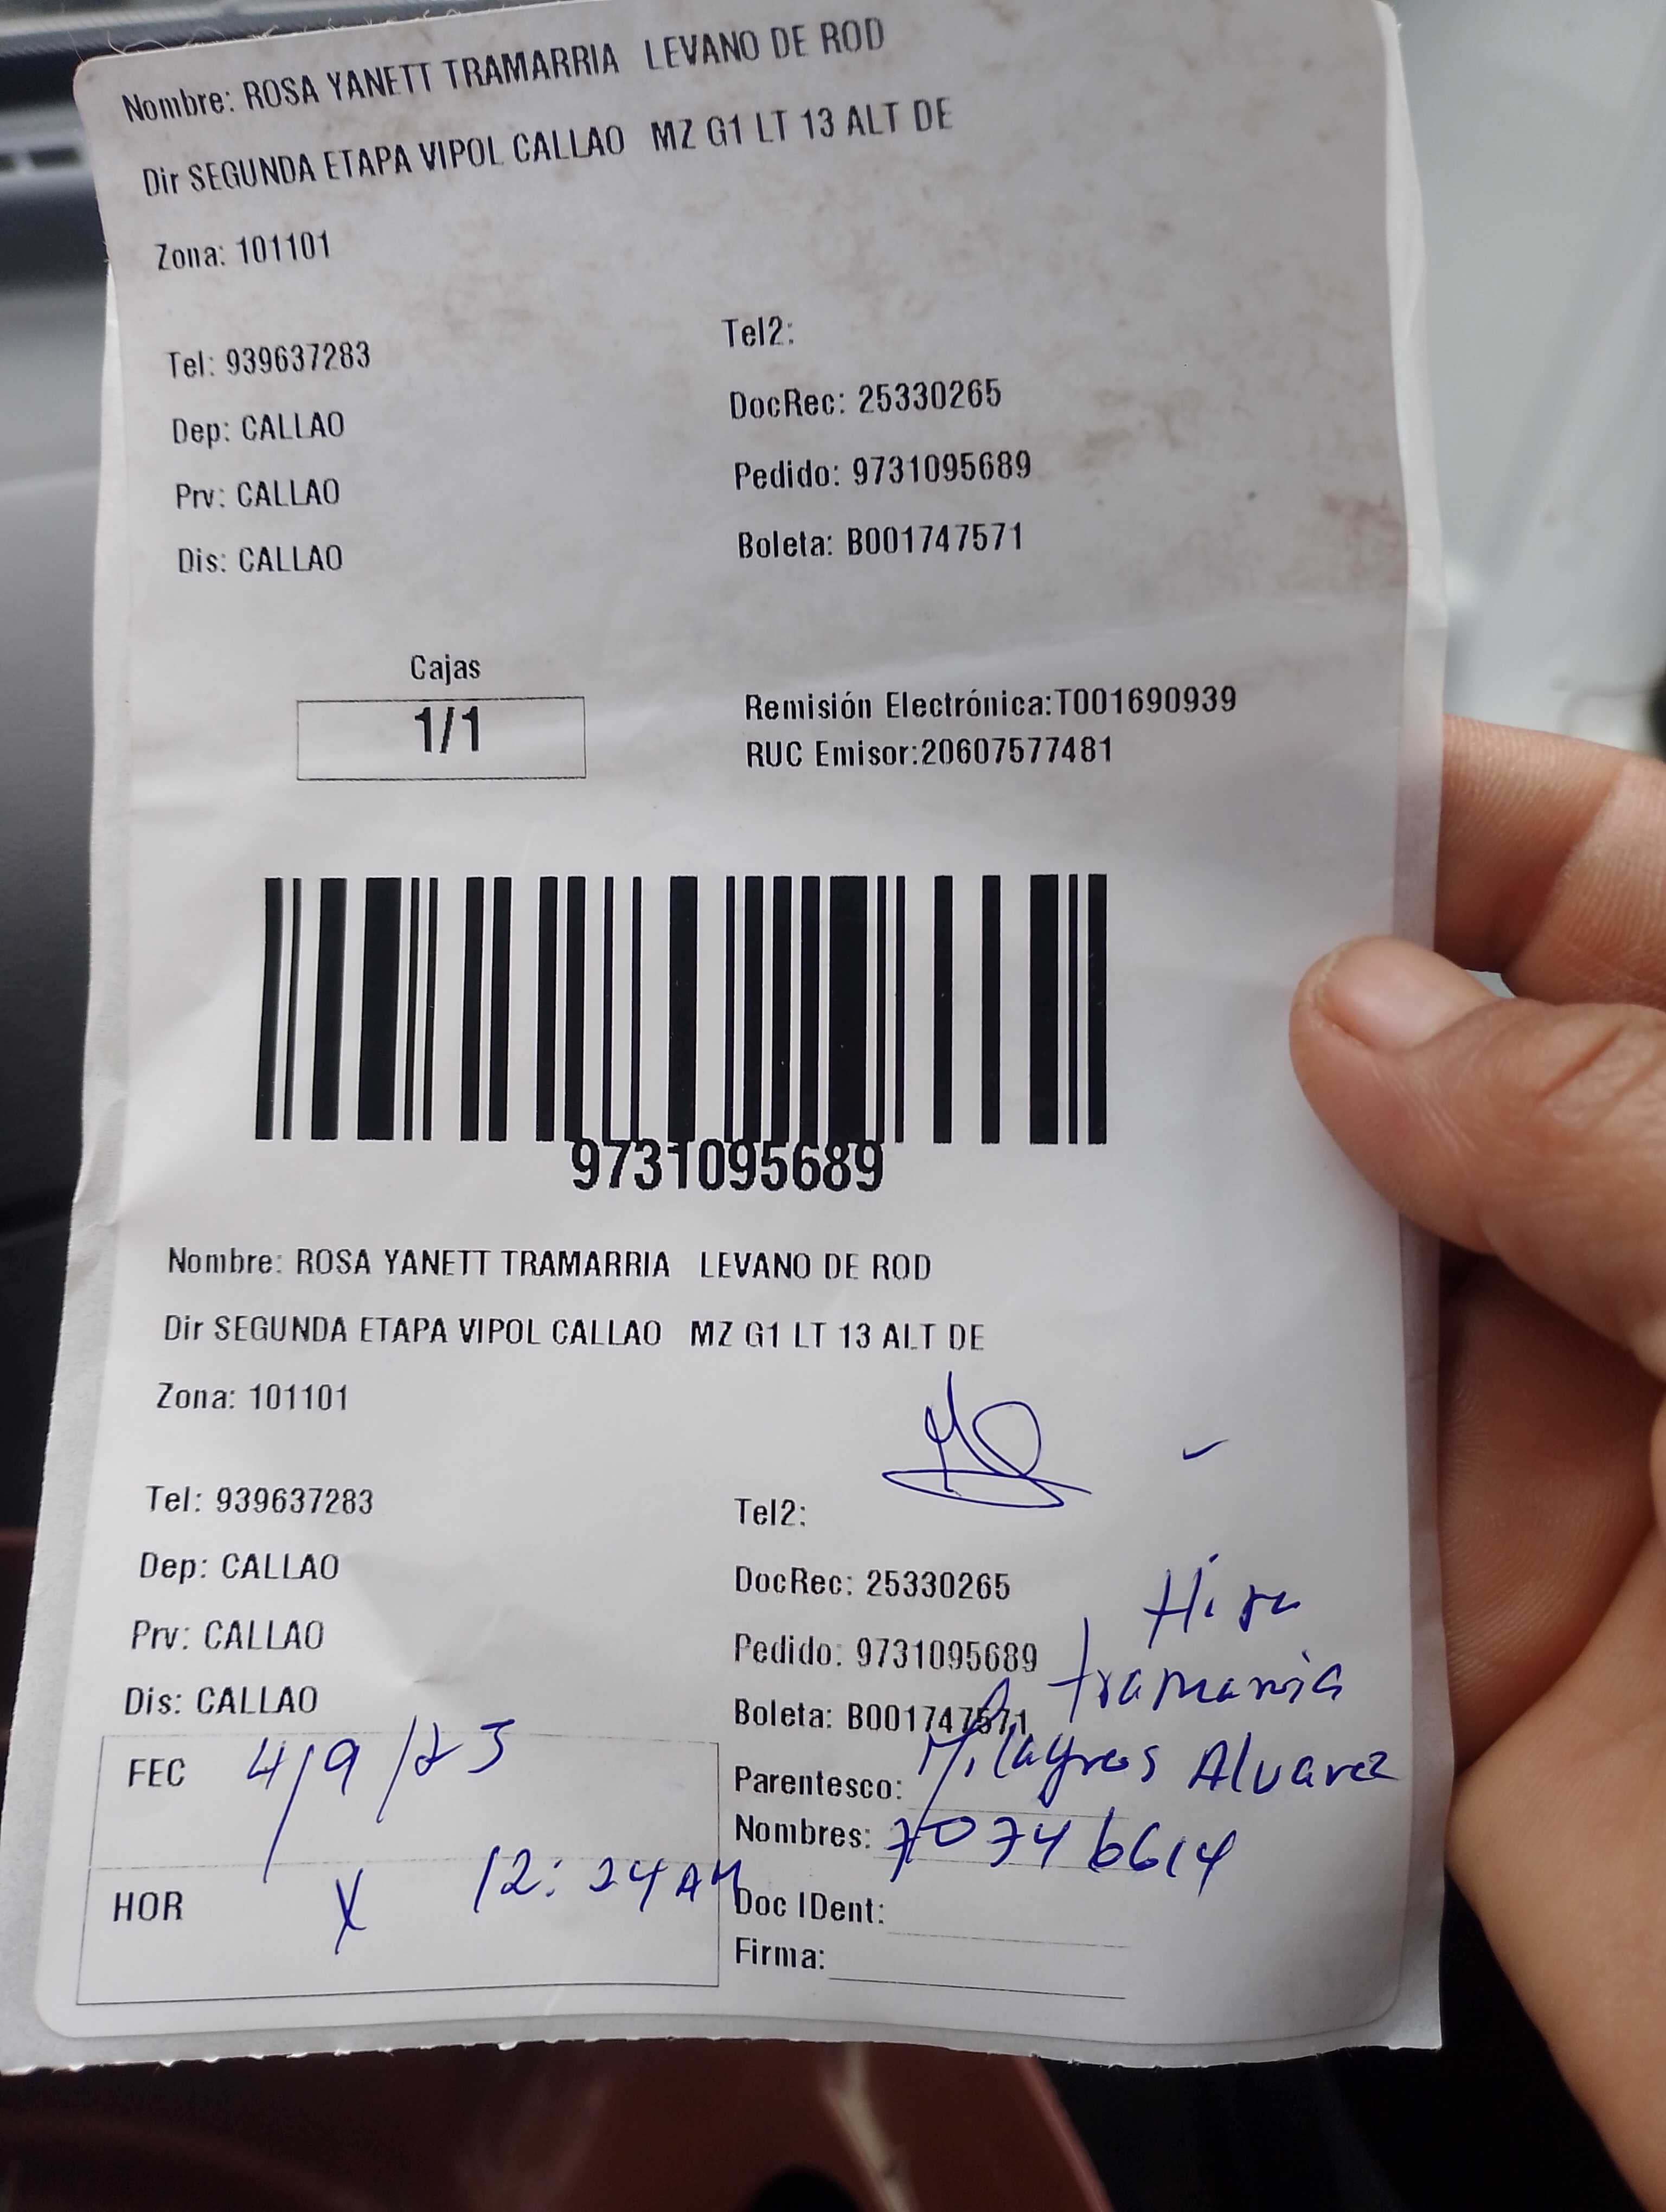 Nombre: ROSA YANETT TRAMARRIA LEVANO DE ROD
Dir SEGUNDA ETAPA VIPOL CALLAO MZ G1 LT 13 ALT DE
Zona: 101101
Tel: 939637283 Tel2:
Dep: CALLAO DocRec: 25330265
Prv: CALLAO Pedido: 9731095689
Dis: CALLAO Boleta: B001747571
Cajas
1/1
Remisión Electrónica:T001690939
RUC Emisor:20607577481
9731095689
Nombre: ROSA YANETT TRAMARRIA LEVANO DE ROD
Dir SEGUNDA ETAPA VIPOL CALLAO MZ G1 LT 13 ALT DE
Zona: 101101
Tel: 939637283 Tel2:
Dep: CALLAO DocRec: 25330265
Prv: CALLAO Pedido: 9731095689
Dis: CALLAO Boleta: B001747571
FEC 4/9/23
Parentesco: Milagros Alvarez
Nombres: 70746614
HOR X 12:24 AM
Doc IDent:
Firma: